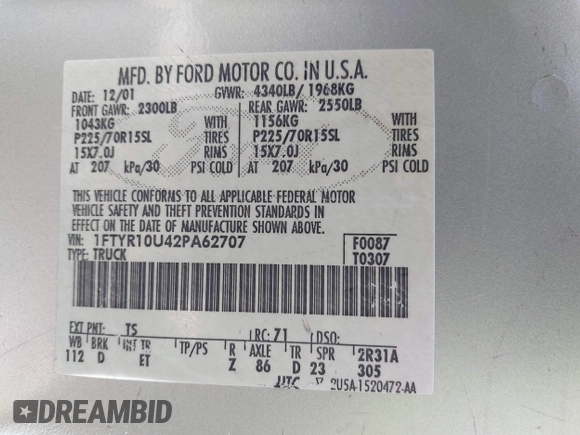 MFD. BY FORD MOTOR CO. IN U.S.A.
DATE: 12/01 GVWR: 4340LB/ 1968KG
FRONT GAWR: 2300LB REAR GAWR: 2550LB
1043KG WITH 1156KG WITH
P225/70R15SL TIRES P225/70R15SL TIRES
15X7.0J RIMS 15X7.0J RIMS
AT 207 kPa/30 PSI COLD AT 207 kPa/30 PSI COLD
THIS VEHICLE CONFORMS TO ALL APPLICABLE FEDERAL MOTOR
VEHICLE SAFETY AND THEFT PREVENTION STANDARDS IN
EFFECT ON THE DATE OF MANUFACTURE SHOWN ABOVE.
VIN: 1FTYR10U42PA62707 F0087
TYPE: TRUCK T0307
EXT PNT: TS RC: 71 DSO:
WB BRK INT TR TP/PS R AXLE TR SPR 2R31A
112 D ET Z 86 D 23 305
UTC 2U5A-1520472-AA
DREAMBID